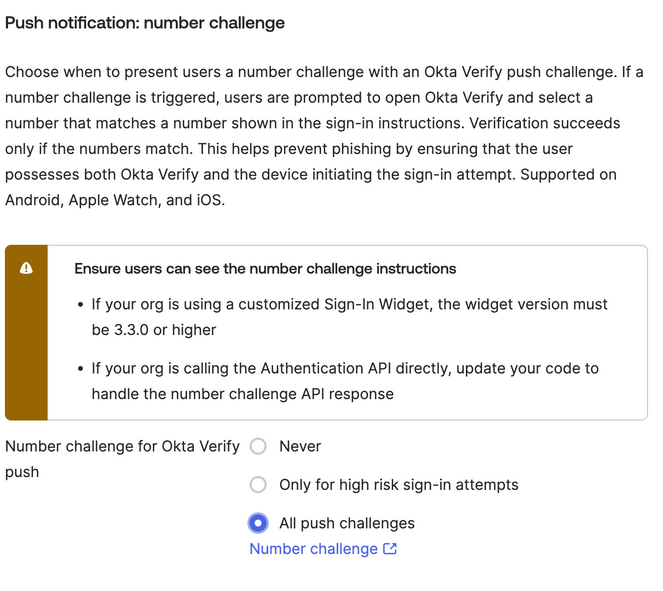 Push notification: number challenge
Choose when to present users a number challenge with an Okta Verify push challenge. If a
number challenge is triggered, users are prompted to open Okta Verify and select a
number that matches a number shown in the sign-in instructions. Verification succeeds
only if the numbers match. This helps prevent phishing by ensuring that the user
possesses both Okta Verify and the device initiating the sign-in attempt. Supported on
Android, Apple Watch, and iOS.
Ensure users can see the number challenge instructions
• If your org is using a customized Sign-In Widget, the widget version must
be 3.3.0 or higher
• If your org is calling the Authentication API directly, update your code to
handle the number challenge API response
Number challenge for Okta Verify
push
Never
Only for high risk sign-in attempts
All push challenges
Number challenge